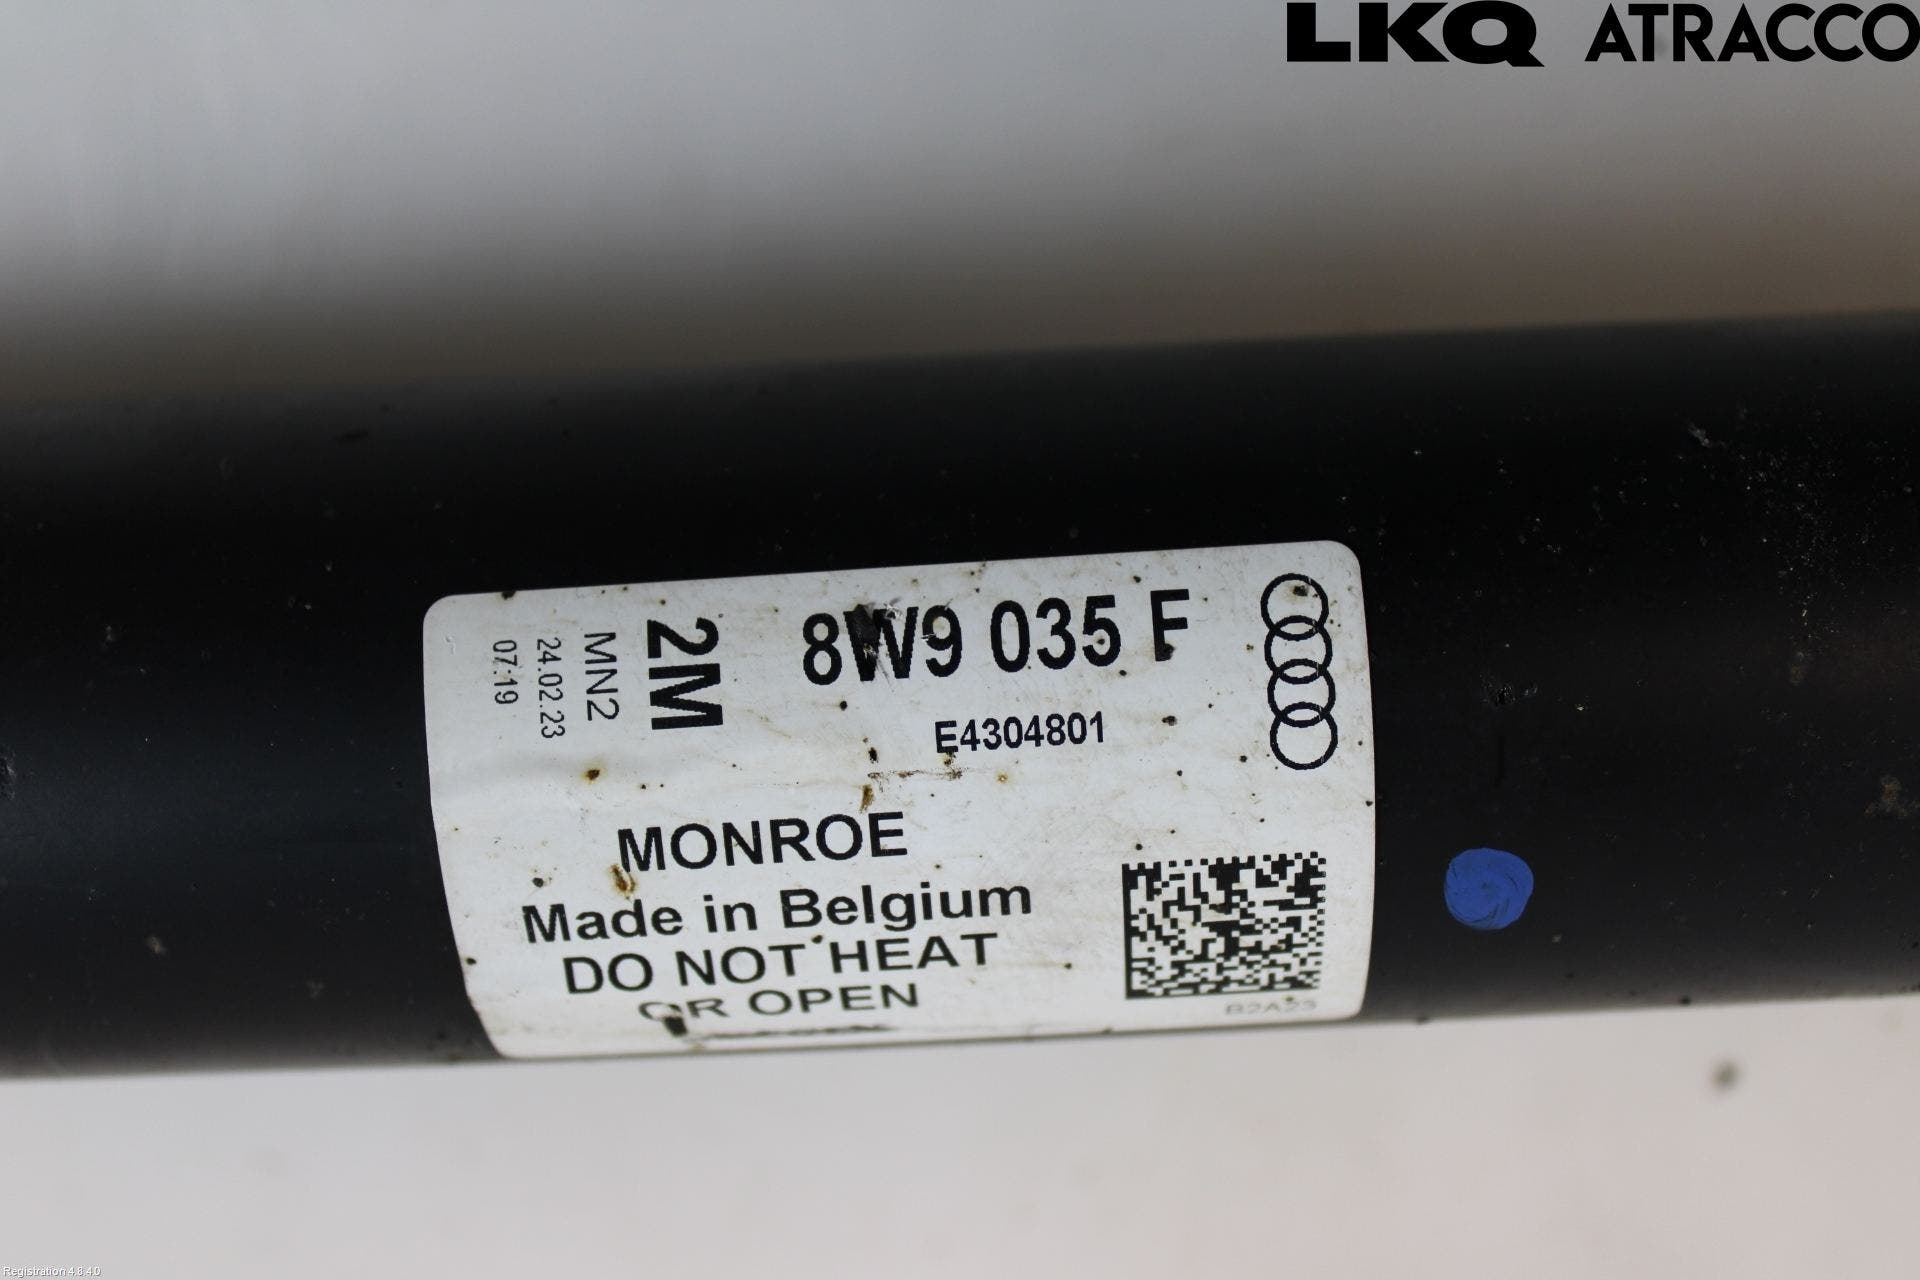 LKQ ATRACCO
8W9 035 F
2M
MN2
24.02.23
07:19
E4304801
MONROE
Made in Belgium
DO NOT HEAT
OR OPEN
B2A23
Registration 4.8.4.0